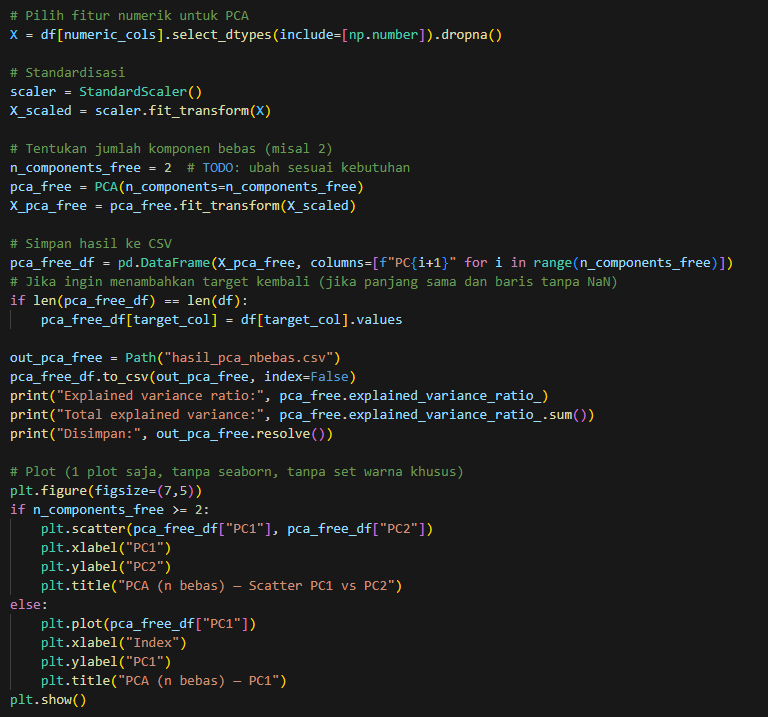 # Pilih fitur numerik untuk PCA
X = df[numeric_cols].select_dtypes(include=[np.number]).dropna()

# Standardisasi
scaler = StandardScaler()
X_scaled = scaler.fit_transform(X)

# Tentukan jumlah komponen bebas (misal 2)
n_components_free = 2  # TODO: ubah sesuai kebutuhan
pca_free = PCA(n_components=n_components_free)
X_pca_free = pca_free.fit_transform(X_scaled)

# Simpan hasil ke CSV
pca_free_df = pd.DataFrame(X_pca_free, columns=[f"PC{i+1}" for i in range(n_components_free)])
# Jika ingin menambahkan target kembali (jika panjang sama dan baris tanpa NaN)
if len(pca_free_df) == len(df):
    pca_free_df[target_col] = df[target_col].values

out_pca_free = Path("hasil_pca_nbebas.csv")
pca_free_df.to_csv(out_pca_free, index=False)
print("Explained variance ratio:", pca_free.explained_variance_ratio_)
print("Total explained variance:", pca_free.explained_variance_ratio_.sum())
print("Disimpan:", out_pca_free.resolve())

# Plot (1 plot saja, tanpa seaborn, tanpa set warna khusus)
plt.figure(figsize=(7,5))
if n_components_free >= 2:
    plt.scatter(pca_free_df["PC1"], pca_free_df["PC2"])
    plt.xlabel("PC1")
    plt.ylabel("PC2")
    plt.title("PCA (n bebas) — Scatter PC1 vs PC2")
else:
    plt.plot(pca_free_df["PC1"])
    plt.xlabel("Index")
    plt.ylabel("PC1")
    plt.title("PCA (n bebas) — PC1")
plt.show()